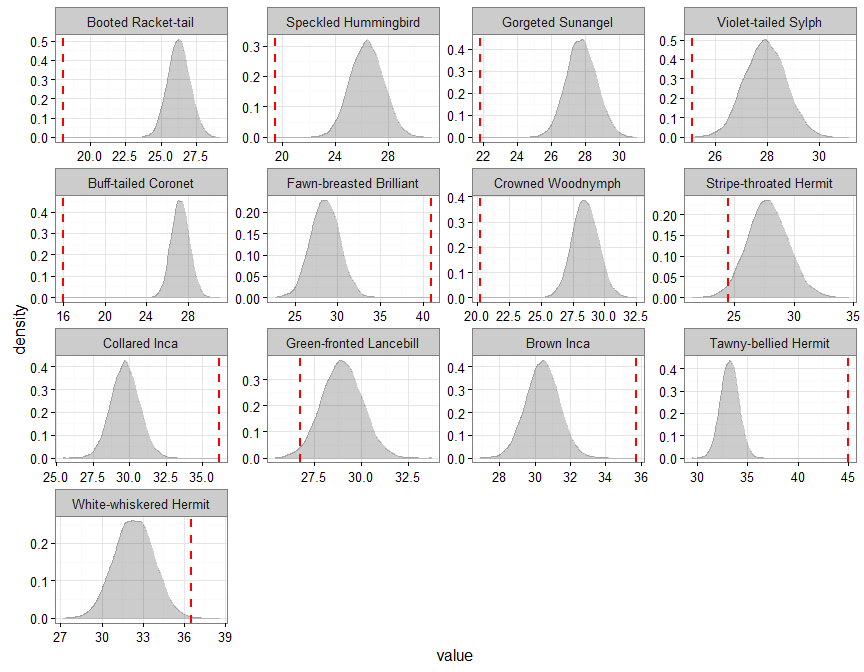 Booted Racket-tail Speckled Hummingbird Gorgeted Sunangel Violet-tailed Sylph
0.5 0.4 0.3 0.2 0.1 0.0 0.3 0.2 0.1 0.0 0.4 0.3 0.2 0.1 0.0 0.5 0.4 0.3 0.2 0.1 0.0
20.0 22.5 25.0 27.5 20 24 28 22 24 26 28 30 26 28 30
Buff-tailed Coronet Fawn-breasted Brilliant Crowned Woodnymph Stripe-throated Hermit
0.4 0.3 0.2 0.1 0.0 0.20 0.15 0.10 0.05 0.00 0.4 0.3 0.2 0.1 0.0 0.20 0.15 0.10 0.05 0.00
16 20 24 28 25 30 35 40 20.0 22.5 25.0 27.5 30.0 32.5 25 30 35
density
Collared Inca Green-fronted Lancebill Brown Inca Tawny-bellied Hermit
0.4 0.3 0.2 0.1 0.0 0.3 0.2 0.1 0.0 0.4 0.3 0.2 0.1 0.0 0.4 0.3 0.2 0.1 0.0
25.0 27.5 30.0 32.5 35.0 27.5 30.0 32.5 28 30 32 34 36 30 35 40 45
White-whiskered Hermit
0.2 0.1 0.0
27 30 33 36 39
value